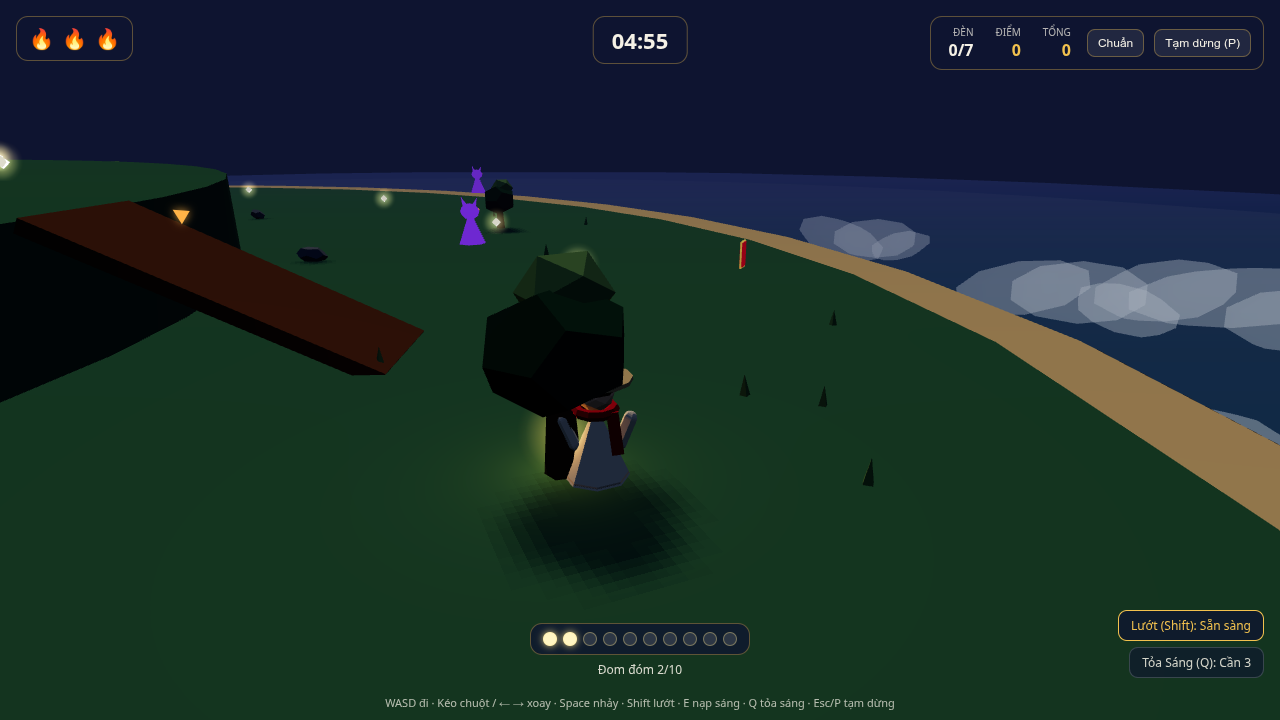 04:55
ĐÈN ĐIỂM TỔNG
0/7 0 0
Chuẩn
Tạm dừng (P)
Lướt (Shift): Sẵn sàng
Tỏa Sáng (Q): Cần 3
Đom đóm 2/10
WASD đi · Kéo chuột / ←→ xoay · Space nhảy · Shift lướt · E nạp sáng · Q tỏa sáng · Esc/P tạm dừng